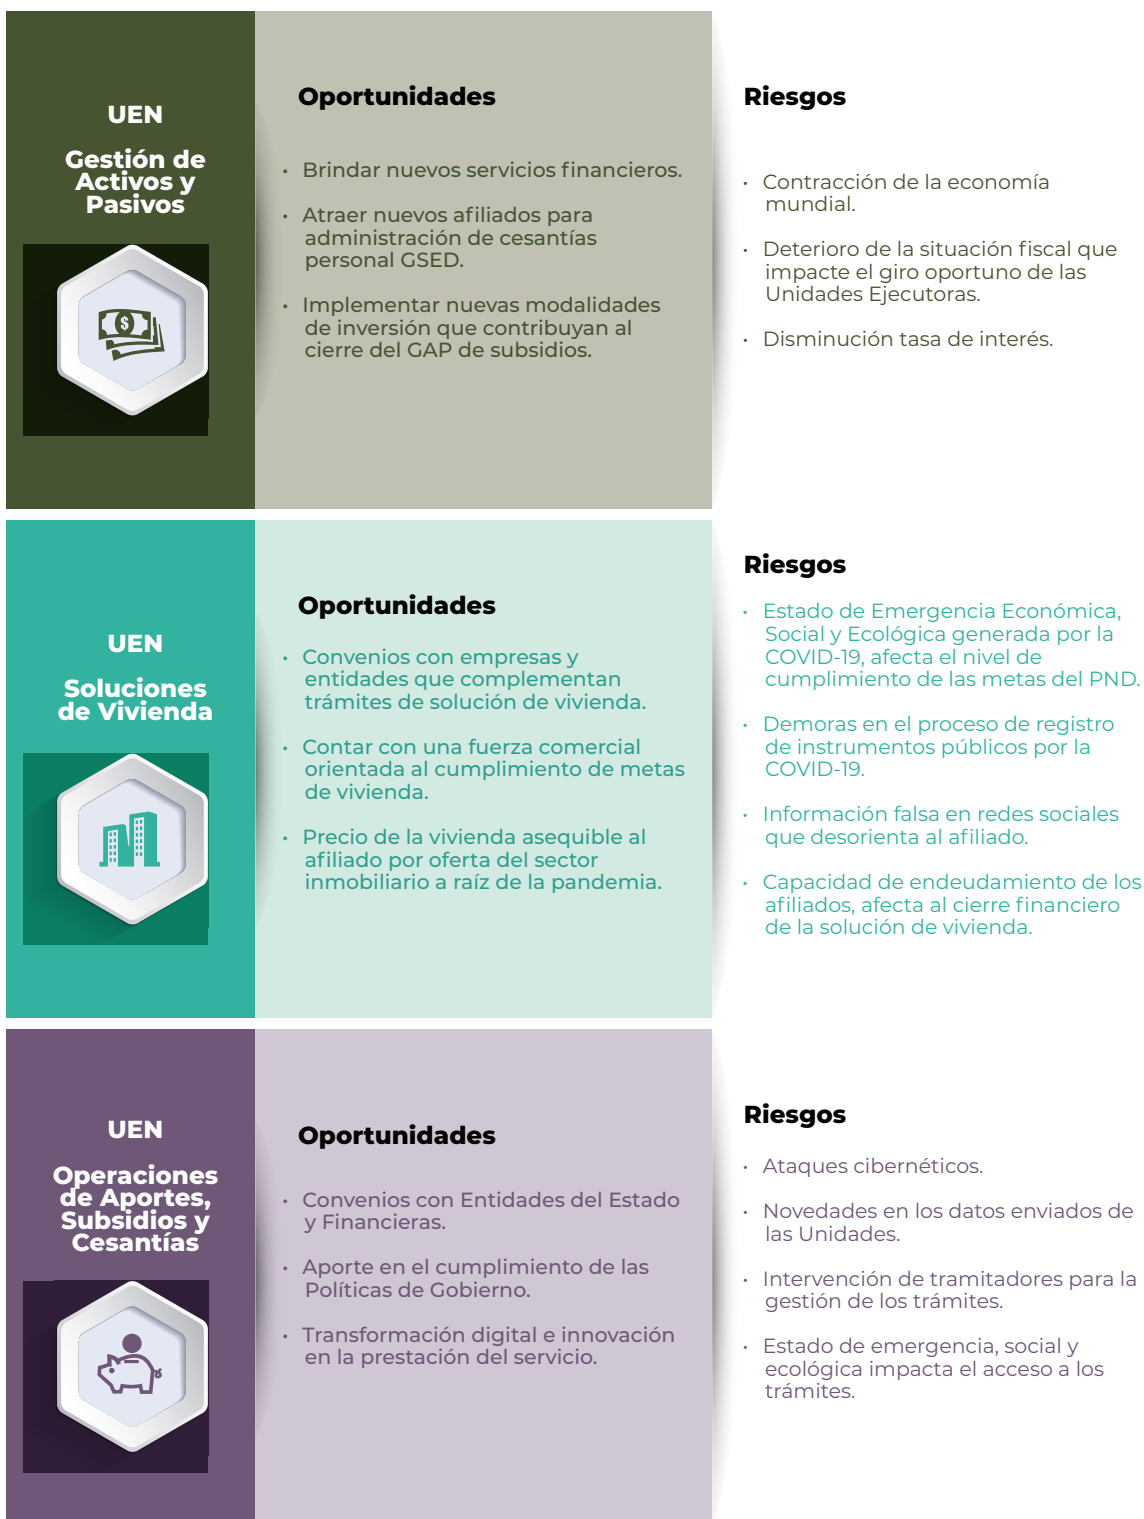 UEN
Gestión de
Activos y
Pasivos
Oportunidades
• Brindar nuevos servicios financieros.
• Atraer nuevos afiliados para
administración de cesantías
personal GSED.
• Implementar nuevas modalidades
de inversión que contribuyan al
cierre del GAP de subsidios.
Riesgos
• Contracción de la economía
mundial.
• Deterioro de la situación fiscal que
impacte el giro oportuno de las
Unidades Ejecutoras.
• Disminución tasa de interés.
UEN
Soluciones
de Vivienda
Oportunidades
• Convenios con empresas y
entidades que complementan
trámites de solución de vivienda.
• Contar con una fuerza comercial
orientada al cumplimiento de metas
de vivienda.
• Precio de la vivienda asequible al
afiliado por oferta del sector
inmobiliario a raíz de la pandemia.
Riesgos
• Estado de Emergencia Económica,
Social y Ecológica generada por la
COVID-19, afecta el nivel de
cumplimiento de las metas del PND.
• Demoras en el proceso de registro
de instrumentos públicos por la
COVID-19.
• Información falsa en redes sociales
que desorienta al afiliado.
• Capacidad de endeudamiento de los
afiliados, afecta al cierre financiero
de la solución de vivienda.
UEN
Operaciones
de Aportes,
Subsidios y
Cesantías
Oportunidades
• Convenios con Entidades del Estado
y Financieras.
• Aporte en el cumplimiento de las
Políticas de Gobierno.
• Transformación digital e innovación
en la prestación del servicio.
Riesgos
• Ataques cibernéticos.
• Novedades en los datos enviados de
las Unidades.
• Intervención de tramitadores para la
gestión de los trámites.
• Estado de emergencia, social y
ecológica impacta el acceso a los
trámites.